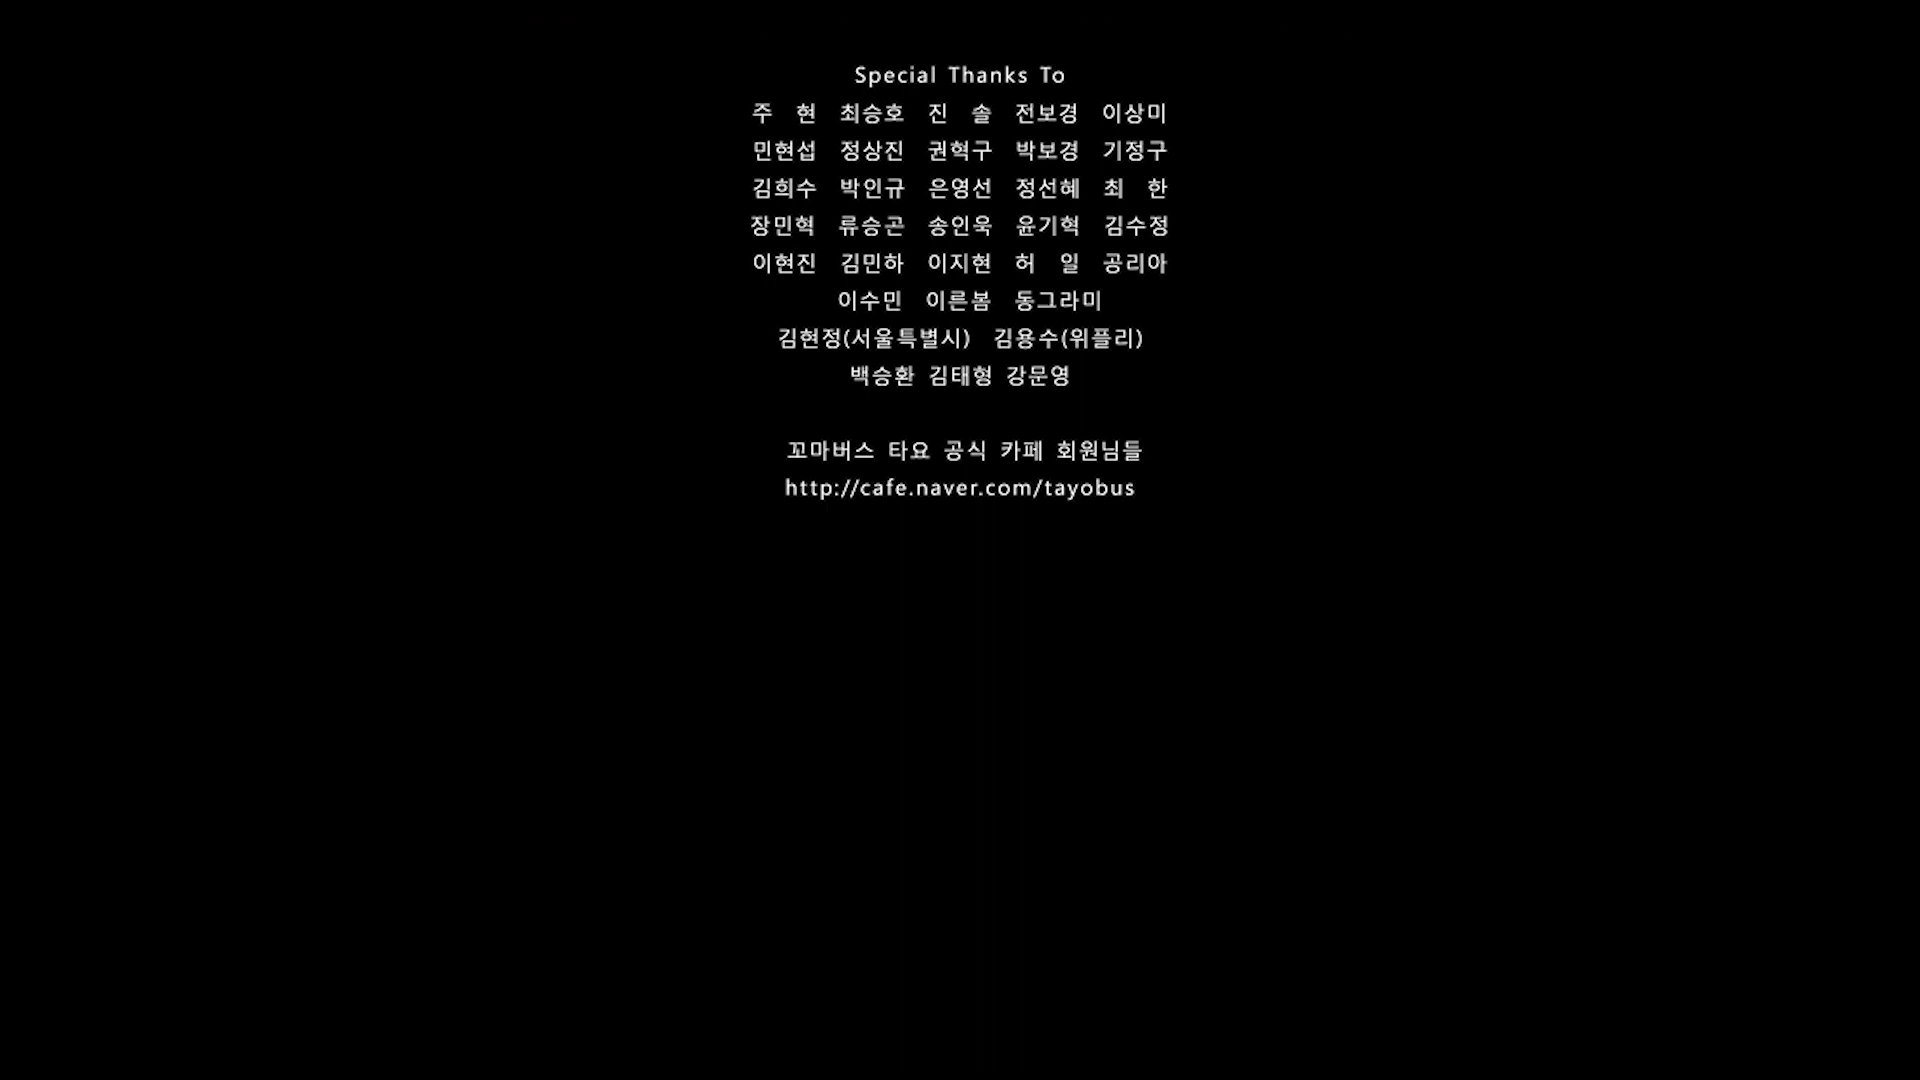 Special Thanks To
주 현 최승호 진 솔 전보경 이상미
민현섭 정상진 권혁구 박보경 기정구
김희수 박인규 은영선 정선혜 최 한
장민혁 류승곤 송인욱 윤기혁 김수정
이현진 김민하 이지현 허 일 공리아
이수민 이른봄 동그라미
김현정(서울특별시) 김용수(위플리)
백승환 김태형 강문영
꼬마버스 타요 공식 카페 회원님들
http://cafe.naver.com/tayobus